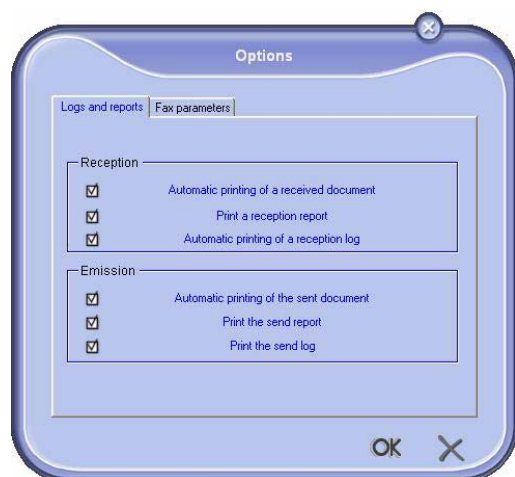 Options
Logs and reports
Fax parameters
Reception
Automatic printing of a received document
Print a reception report
Automatic printing of a reception log
Emission
Automatic printing of the sent document
Print the send report
Print the send log
OK